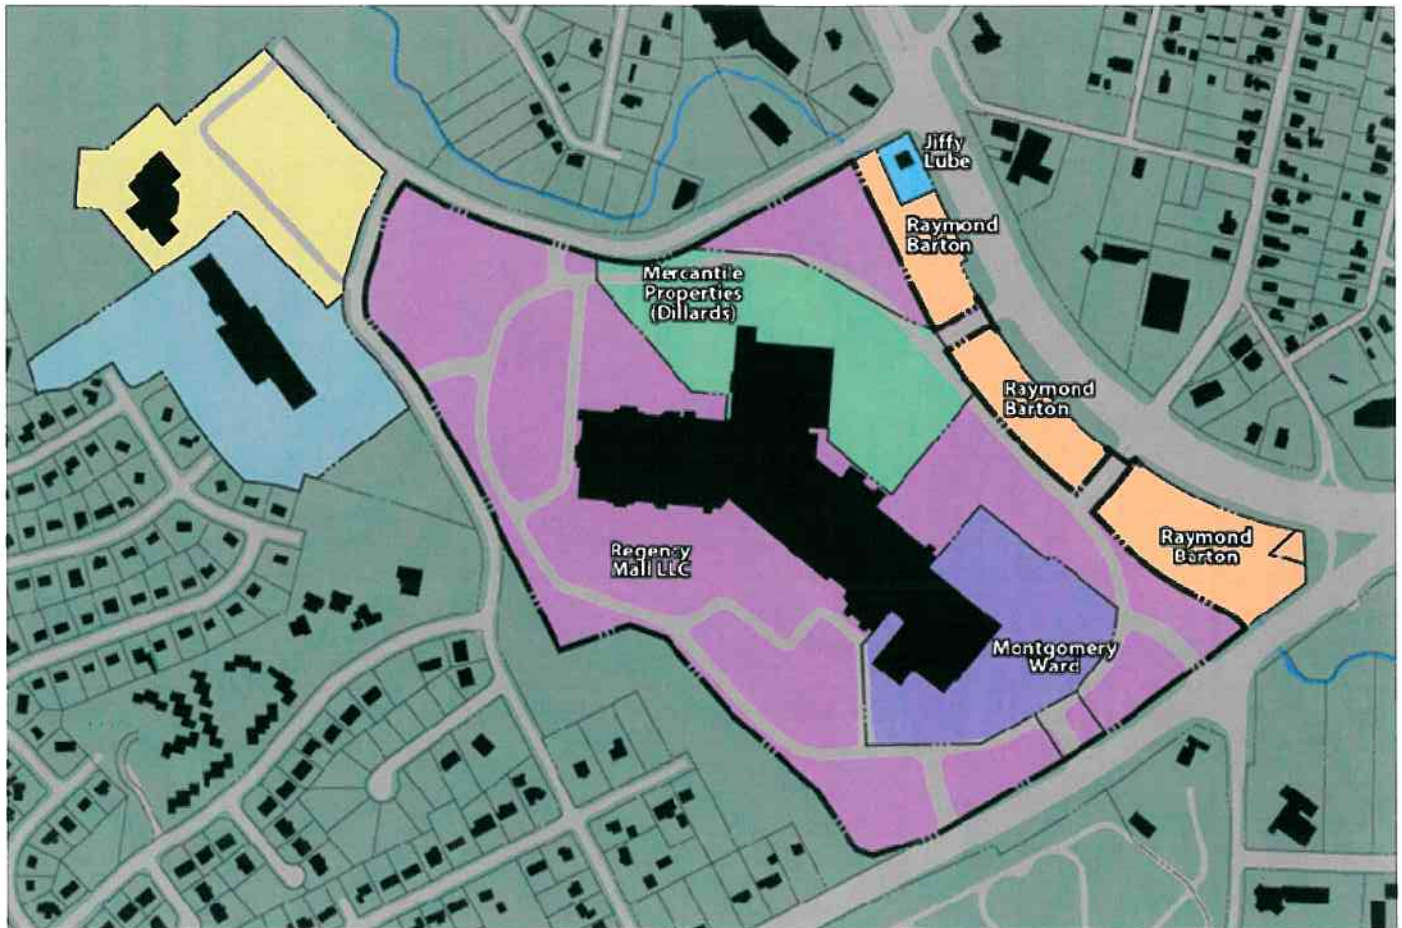 Jiffy
Lube
Raymond
Barton
Mercantile
Properties
(Dillards)
Raymond
Barton
Raymond
Barton
Regency
Mall LLC
Montgomery
Ward